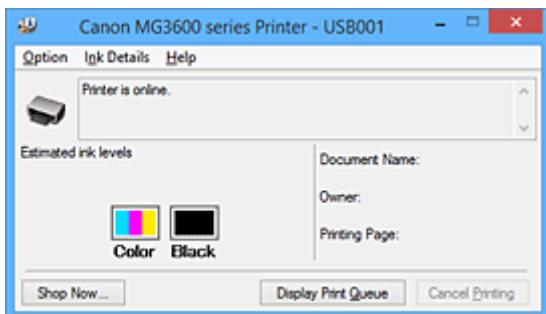 Canon MG3600 series Printer - USB001
Option Ink Details Help
Printer is online.
Estimated ink levels
Document Name:
Owner:
Printing Page:
Color Black
Shop Now... Display Print Queue Cancel Printing